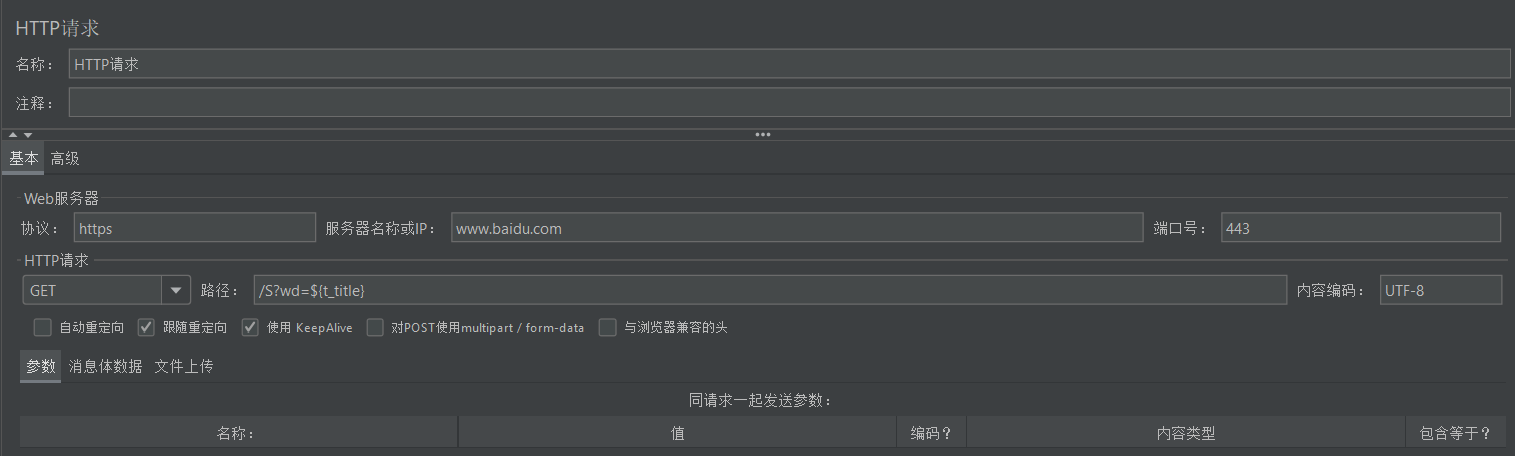 HTTP请求
名称： HTTP请求
注释：
基本 高级
Web服务器
协议： https 服务器名称或IP： www.baidu.com 端口号： 443
HTTP请求
GET 路径： /S?wd=${t_title} 内容编码： UTF-8
自动重定向 跟随重定向 使用 KeepAlive 对POST使用multipart / form-data 与浏览器兼容的头
参数 消息体数据 文件上传
同请求一起发送参数：
名称： 值 编码？ 内容类型 包含等于？